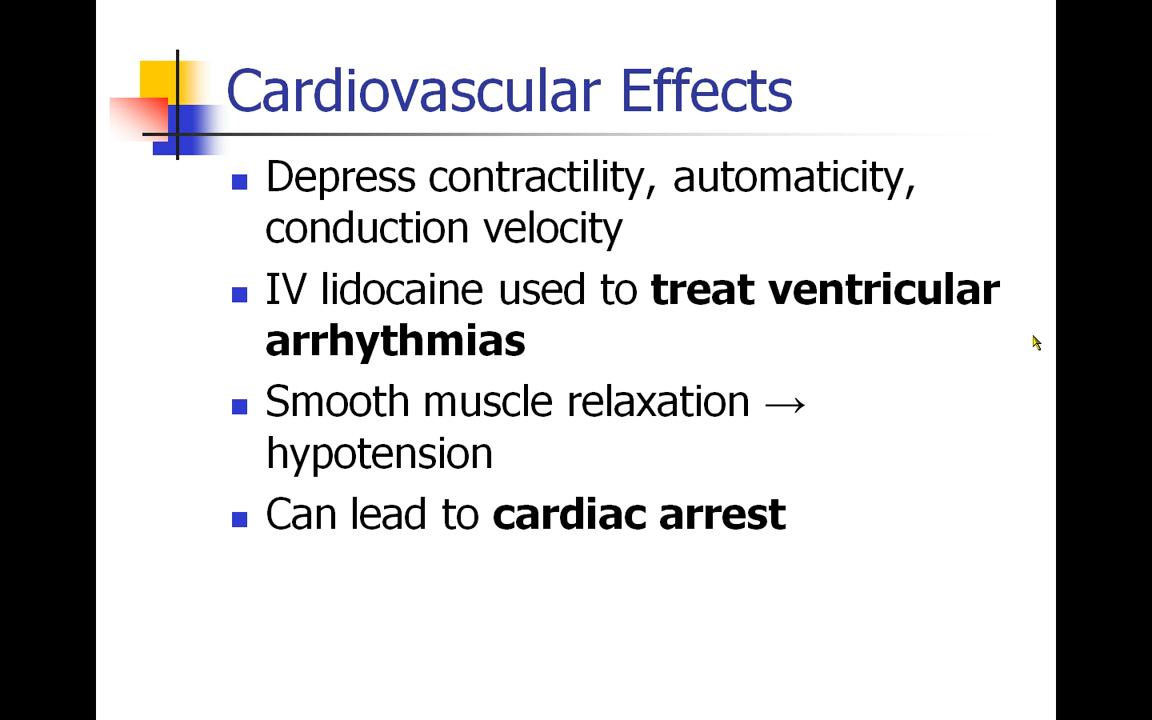 Cardiovascular Effects
Depress contractility, automaticity,
conduction velocity
IV lidocaine used to treat ventricular
arrhythmias
Smooth muscle relaxation →
hypotension
Can lead to cardiac arrest